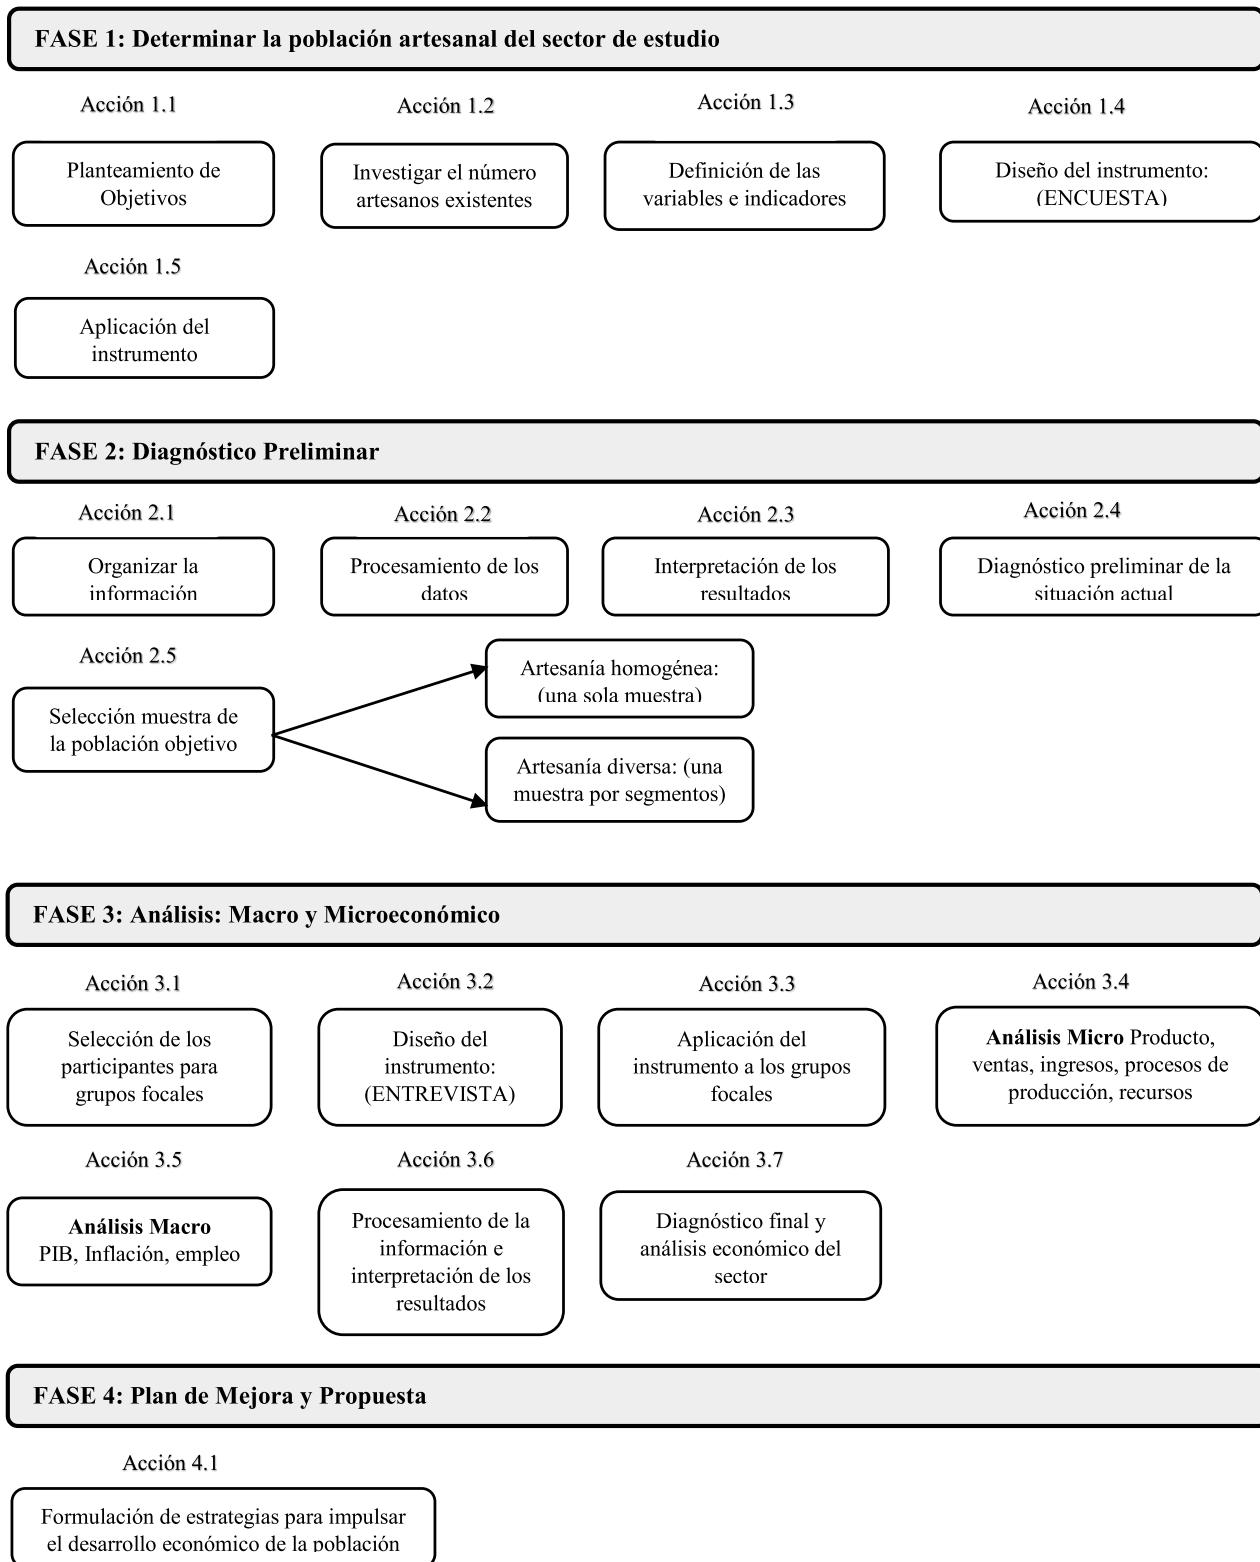 FASE 1: Determinar la población artesanal del sector de estudio
Acción 1.1
Acción 1.2
Acción 1.3
Acción 1.4
Planteamiento de
Objetivos
Investigar el número
artesanos existentes
Definición de las
variables e indicadores
Diseño del instrumento:
(ENCUESTA)
Acción 1.5
Aplicación del
instrumento
FASE 2: Diagnóstico Preliminar
Acción 2.1
Acción 2.2
Acción 2.3
Acción 2.4
Organizar la
información
Procesamiento de los
datos
Interpretación de los
resultados
Diagnóstico preliminar de la
situación actual
Acción 2.5
Selección muestra de
la población objetivo
Artesanía homogénea:
(una sola muestra)
Artesanía diversa: (una
muestra por segmentos)
FASE 3: Análisis: Macro y Microeconómico
Acción 3.1
Acción 3.2
Acción 3.3
Acción 3.4
Selección de los
participantes para
grupos focales
Diseño del
instrumento:
(ENTREVISTA)
Aplicación del
instrumento a los grupos
focales
Análisis Micro Producto,
ventas, ingresos, procesos de
producción, recursos
Acción 3.5
Acción 3.6
Acción 3.7
Análisis Macro
PIB, Inflación, empleo
Procesamiento de la
información e
interpretación de los
resultados
Diagnóstico final y
análisis económico del
sector
FASE 4: Plan de Mejora y Propuesta
Acción 4.1
Formulación de estrategias para impulsar
el desarrollo económico de la población